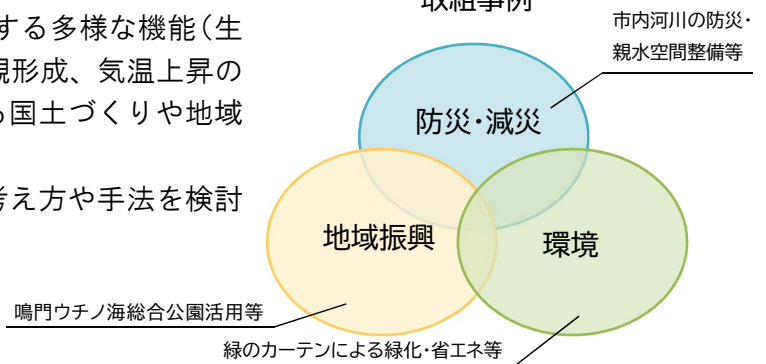 する多様な機能（生
観形成、気温上昇の
る国土づくりや地域
考え方や手法を検討
取組事例
市内河川の防災・
親水空間整備等
防災・減災
地域振興
環境
鳴門ウチノ海総合公園活用等
緑のカーテンによる緑化・省エネ等